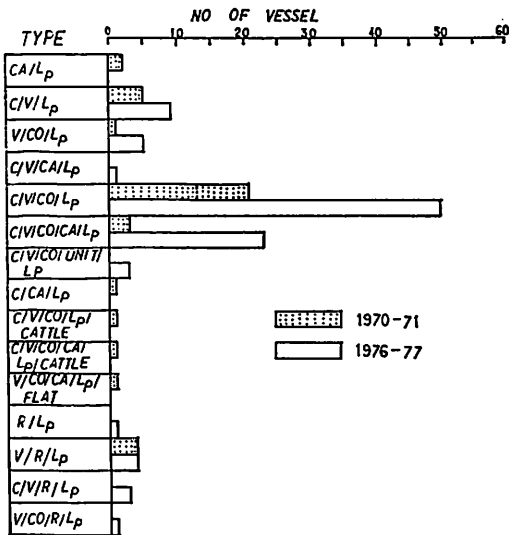 NO OF VESSEL
TYPE
0 10 20 30 40 50 60
CA/Lp
C/V/Lp
V/CO/Lp
C/V/CA/Lp
C/V/CO/Lp
C/V/CO/CA/Lp
C/V/CO/UNIT/
Lp
C/CA/Lp
C/V/CO/Lp/
CATTLE
C/V/CO/CA/
Lp/CATTLE
V/CO/CA/Lp/
FLAT
R/Lp
V/R/Lp
C/V/R/Lp
V/CO/R/Lp
1970-71
1976-77